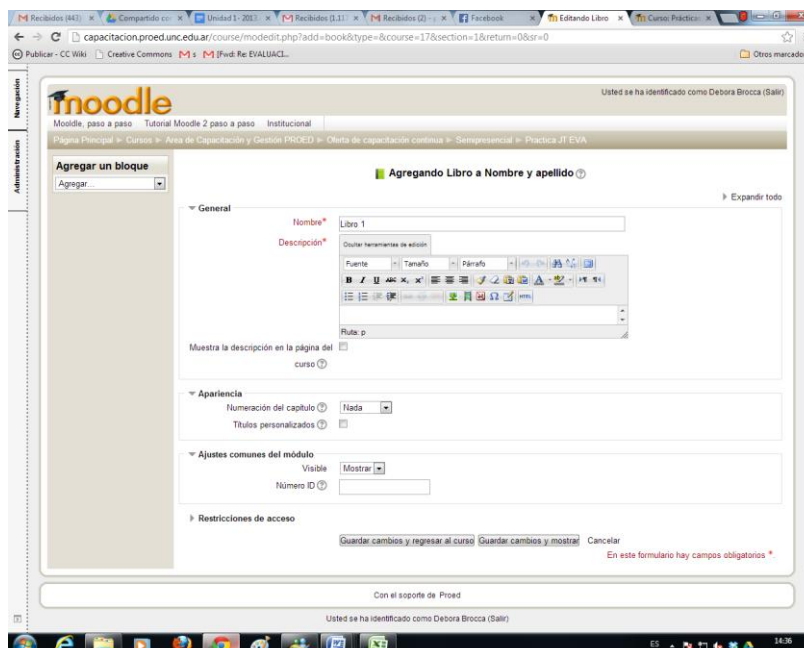 Recibidos (443)
Compartido co
Unidad 1 - 201
Recibidos (1.11
Recibidos (2) -
Facebook
Editando Libro
Curso: Práctica:
capacitacion.proed.unc.edu.ar/course/modedit.php?add=book&type=&course=17&section=1&return=0&sr=0
Publicar - CC Wiki Creative Commons M s [Fwd: Re: EVALUACI... Otros marcado
Navegación
Administración
moodle
Usted se ha identificado como Debora Brocca (Salir)
Mooldle, paso a paso Tutorial Moodle 2 paso a paso Institucional
Página Principal ► Cursos ► Area de Capacitación y Gestión PROED ► Oferta de capacitación continua ► Semipresencial ► Practica JT EVA
Agregar un bloque
Agregar...
Agregando Libro a Nombre y apellido
Expandir todo
General
Nombre* Libro 1
Descripción* Ocultar herramientas de edición
Fuente Tamaño Párrafo
B I U ABC x, x'
HTML
Ruta: p
Muestra la descripción en la página del
curso
Apariencia
Numeración del capítulo Nada
Títulos personalizados
Ajustes comunes del módulo
Visible Mostrar
Número ID
Restricciones de acceso
Guardar cambios y regresar al curso Guardar cambios y mostrar Cancelar
En este formulario hay campos obligatorios *.
Con el soporte de Proed
Usted se ha identificado como Debora Brocca (Salir)
ES 14:36